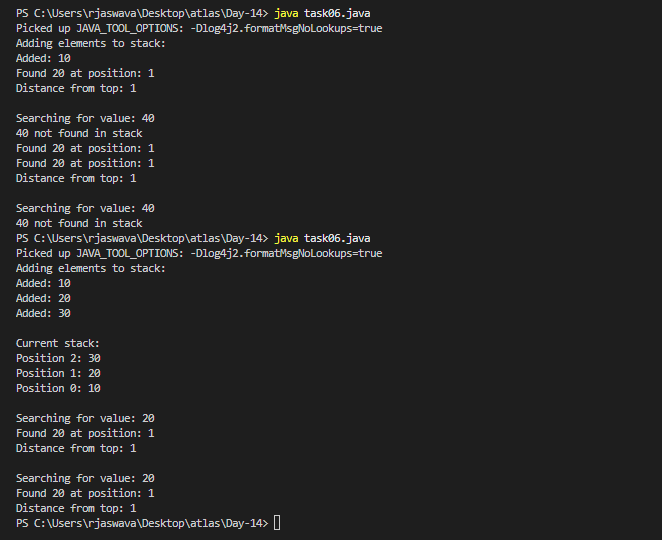 PS C:\Users\rjaswava\Desktop\atlas\Day-14> java task06.java
Picked up JAVA_TOOL_OPTIONS: -Dlog4j2.formatMsgNoLookups=true
Adding elements to stack:
Added: 10
Found 20 at position: 1
Distance from top: 1

Searching for value: 40
40 not found in stack
Found 20 at position: 1
Found 20 at position: 1
Distance from top: 1

Searching for value: 40
40 not found in stack
PS C:\Users\rjaswava\Desktop\atlas\Day-14> java task06.java
Picked up JAVA_TOOL_OPTIONS: -Dlog4j2.formatMsgNoLookups=true
Adding elements to stack:
Added: 10
Added: 20
Added: 30

Current stack:
Position 2: 30
Position 1: 20
Position 0: 10

Searching for value: 20
Found 20 at position: 1
Distance from top: 1

Searching for value: 20
Found 20 at position: 1
Distance from top: 1
PS C:\Users\rjaswava\Desktop\atlas\Day-14>